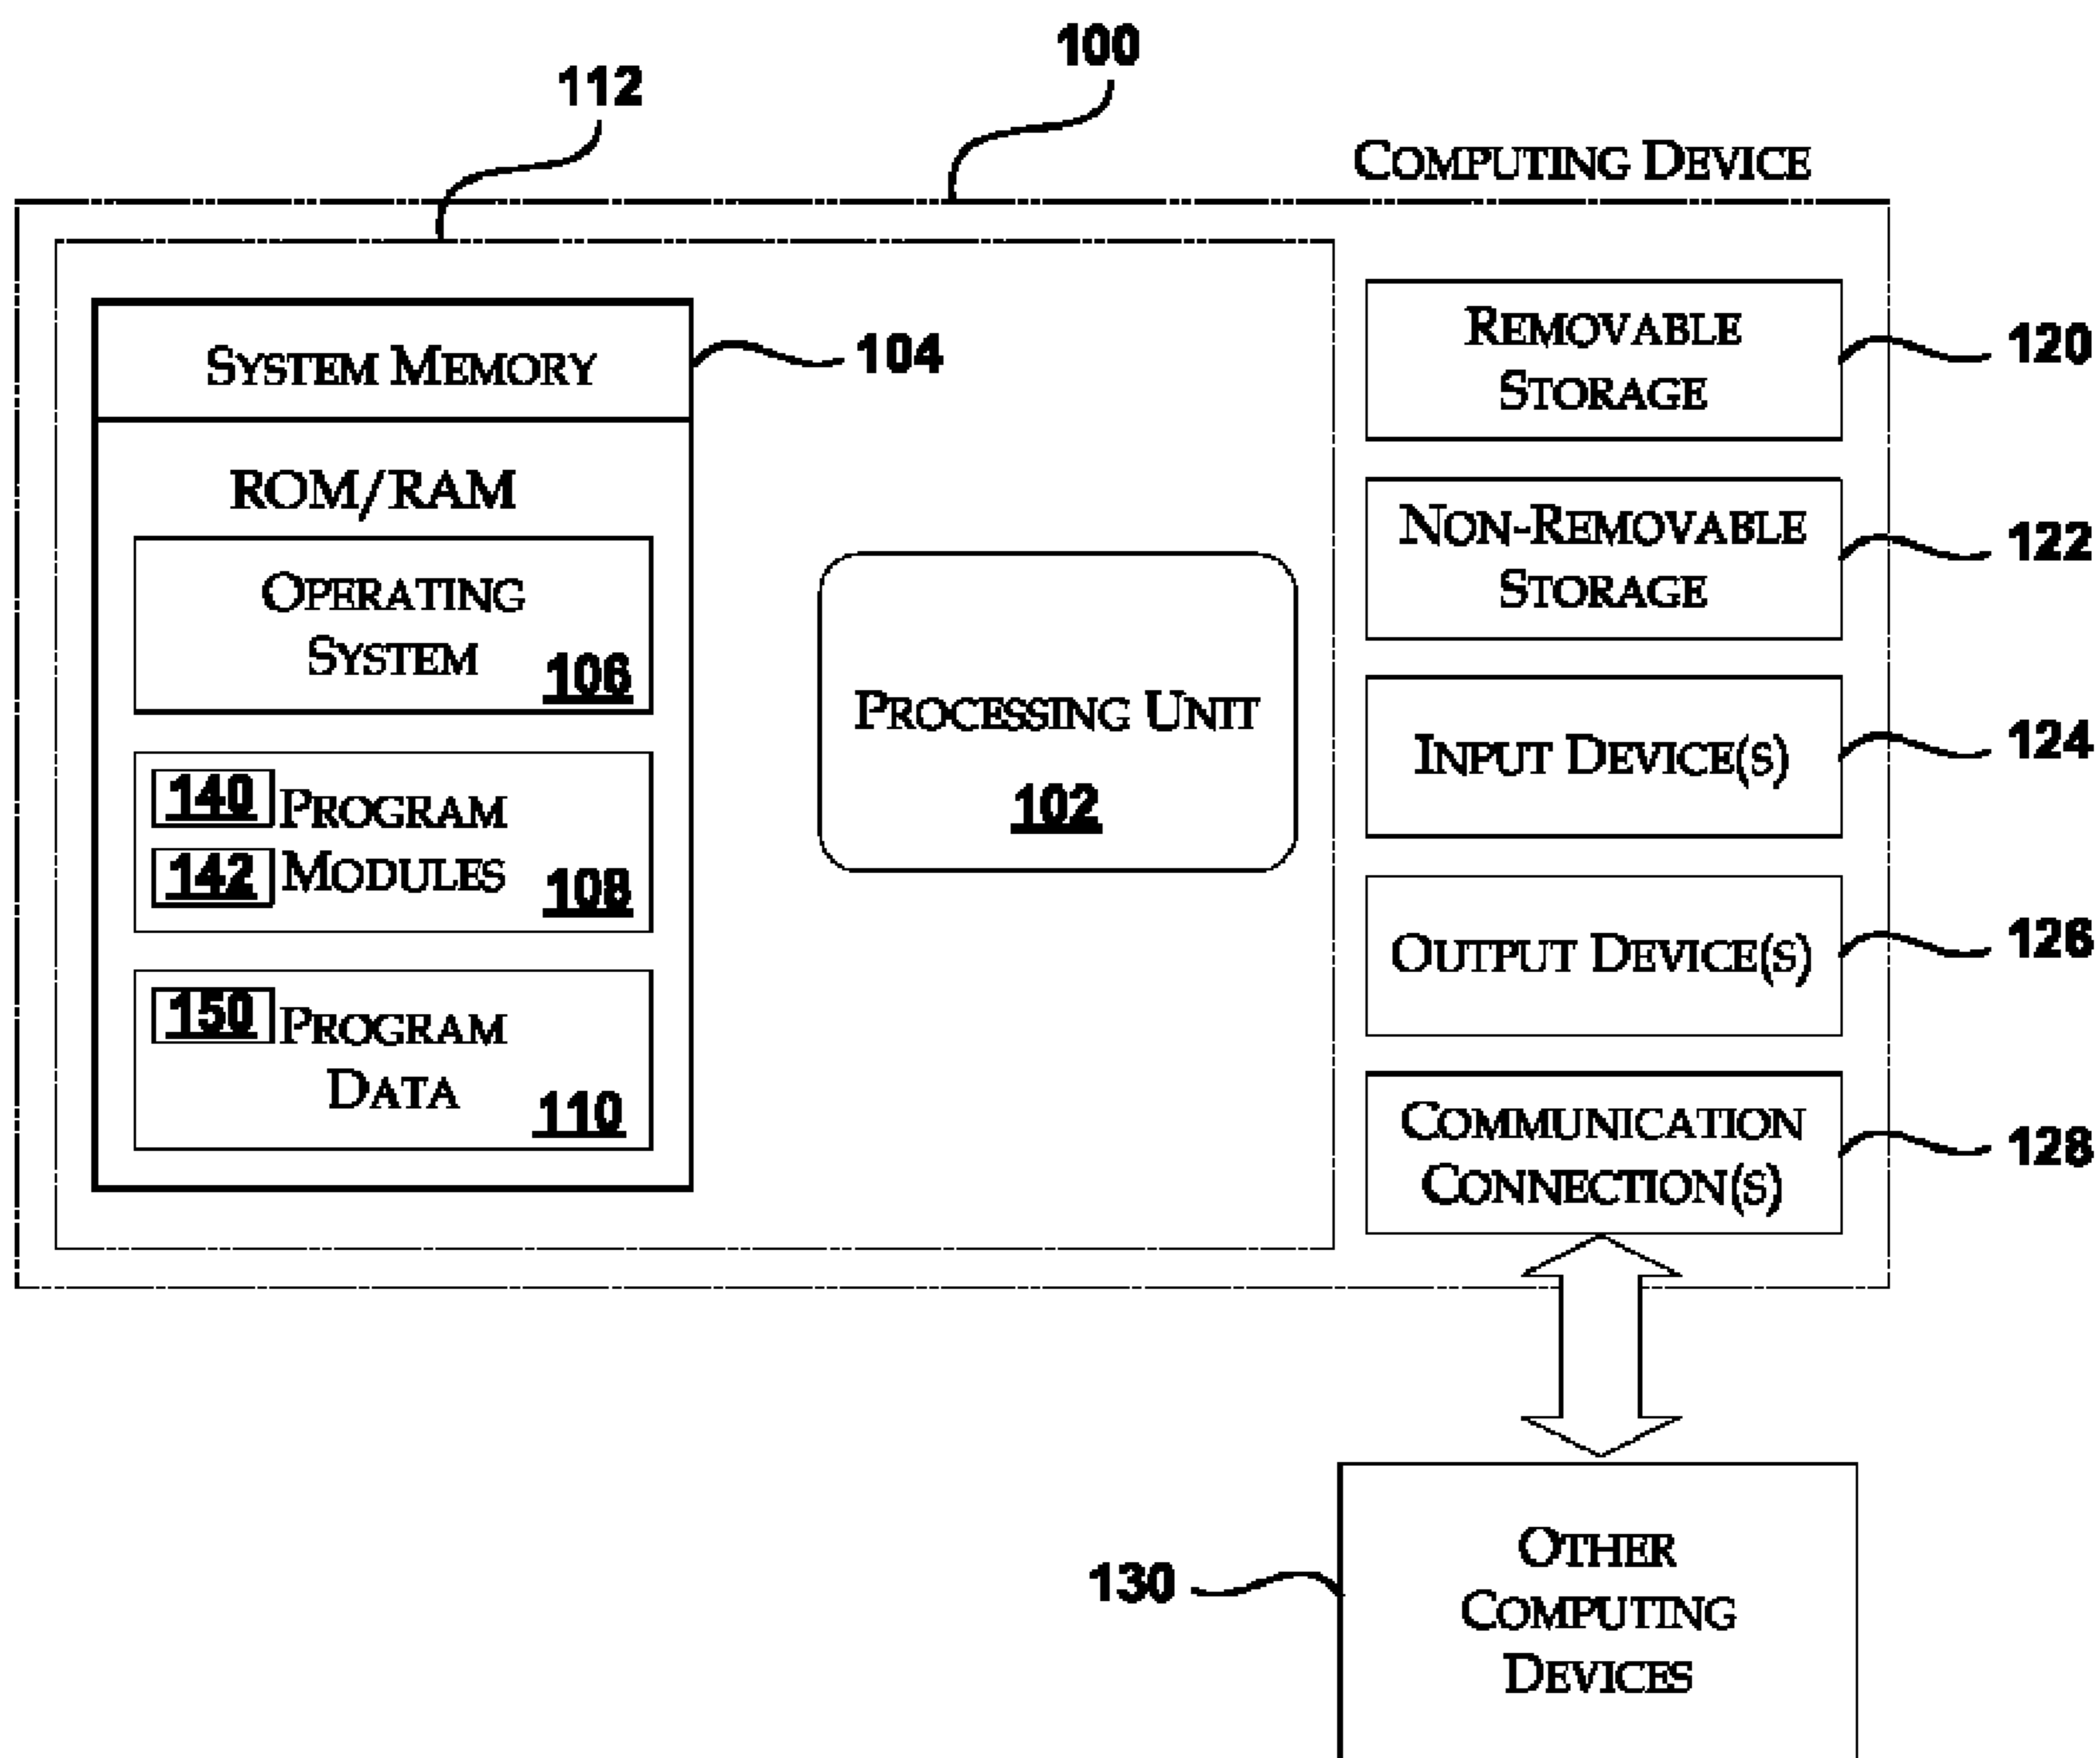 100
112
COMPUTING DEVICE
SYSTEM MEMORY
104
ROM/RAM
OPERATING
SYSTEM
106
140 PROGRAM
142 MODULES
108
150 PROGRAM
DATA
110
PROCESSING UNIT
102
REMOVABLE
STORAGE
120
NON-REMOVABLE
STORAGE
122
INPUT DEVICE(S)
124
OUTPUT DEVICE(S)
126
COMMUNICATION
CONNECTION(S)
128
130
OTHER
COMPUTING
DEVICES